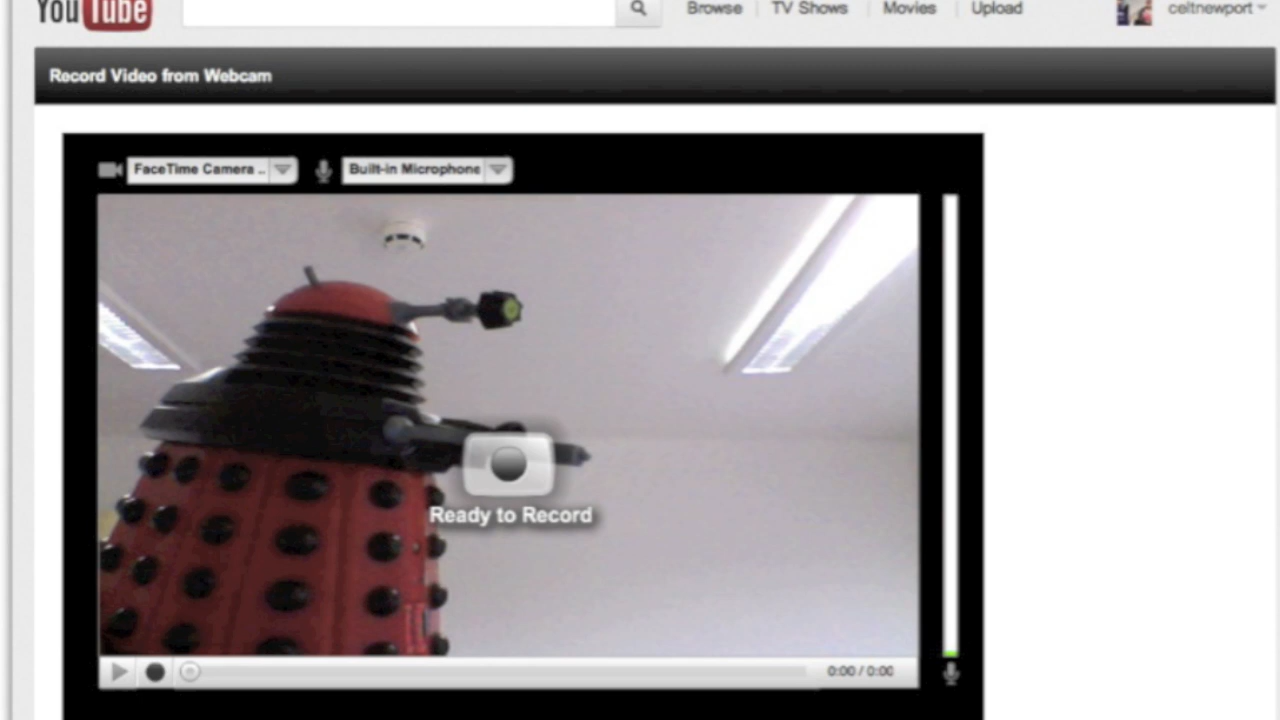 YouTube
Browse TV Shows Movies Upload celtnewport
Record Video from Webcam
FaceTime Camera .. Built-in Microphone
Ready to Record
0:00 / 0:00